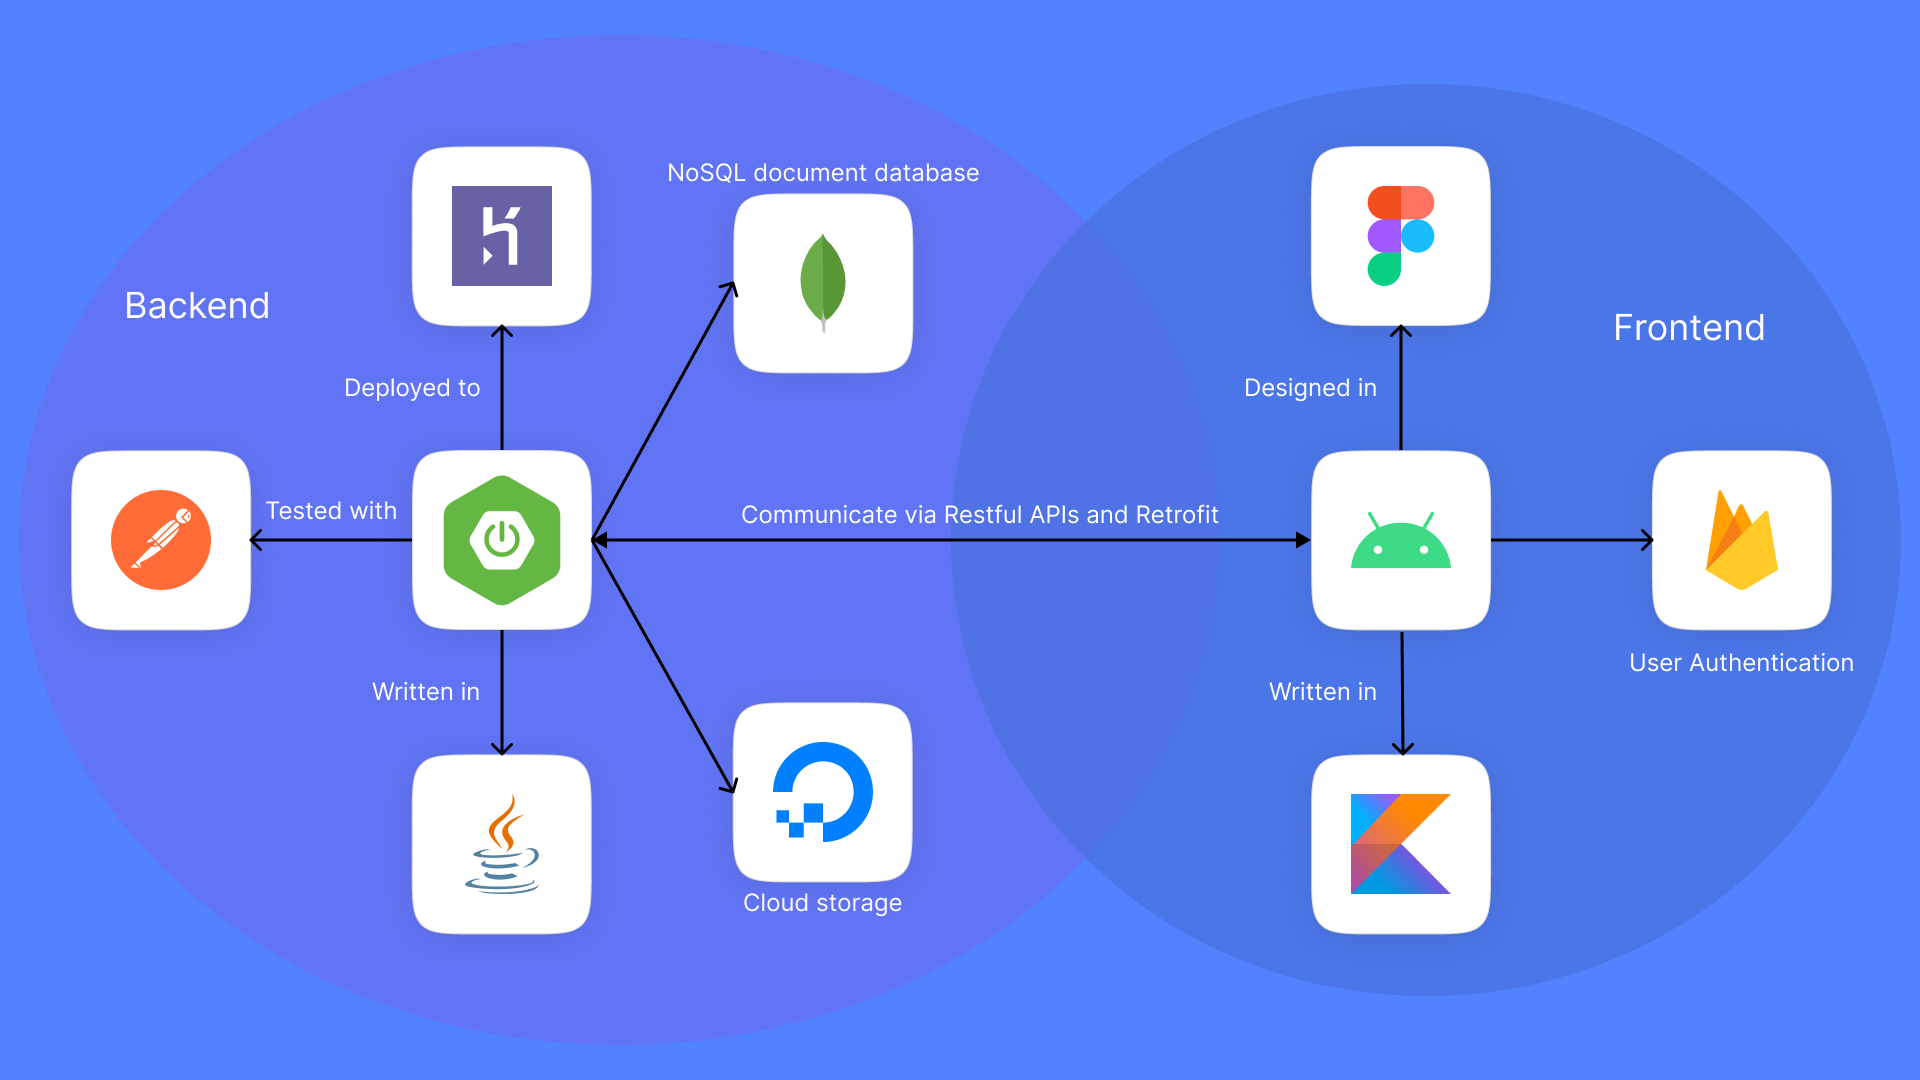 NoSQL document database
Backend
Frontend
Deployed to
Designed in
Tested with
Communicate via Restful APIs and Retrofit
User Authentication
Written in
Written in
Cloud storage